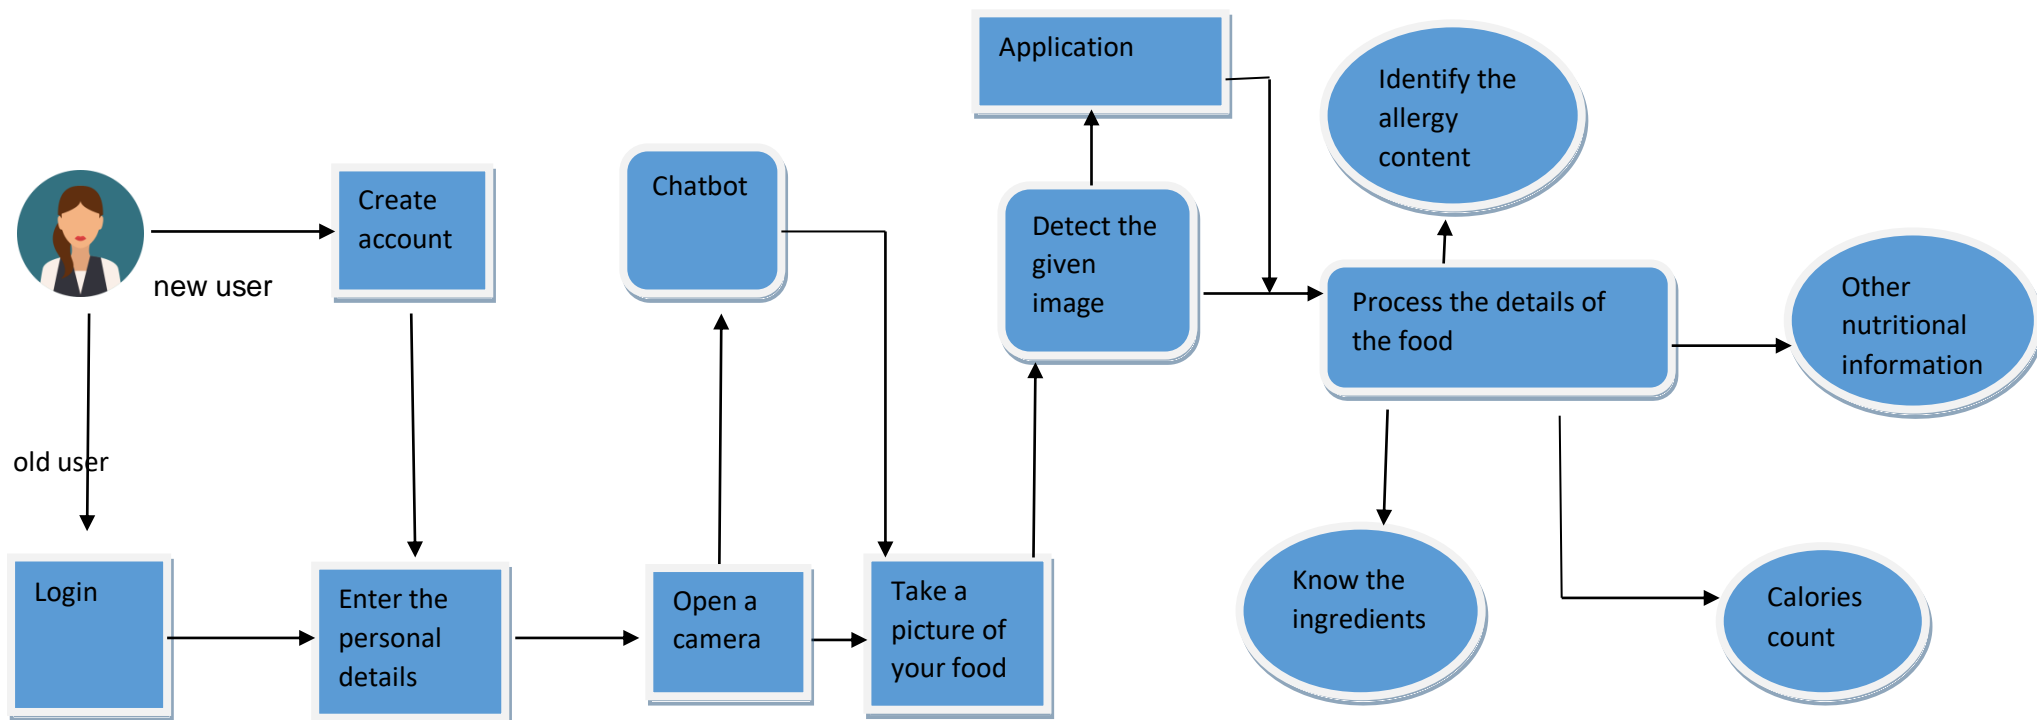 Application
Identify the
allergy
content
Create
account
Chatbot
Detect the
given
image
new user
Process the details of
the food
Other
nutritional
information
old user
Login
Enter the
personal
details
Open a
camera
Take a
picture of
your food
Know the
ingredients
Calories
count